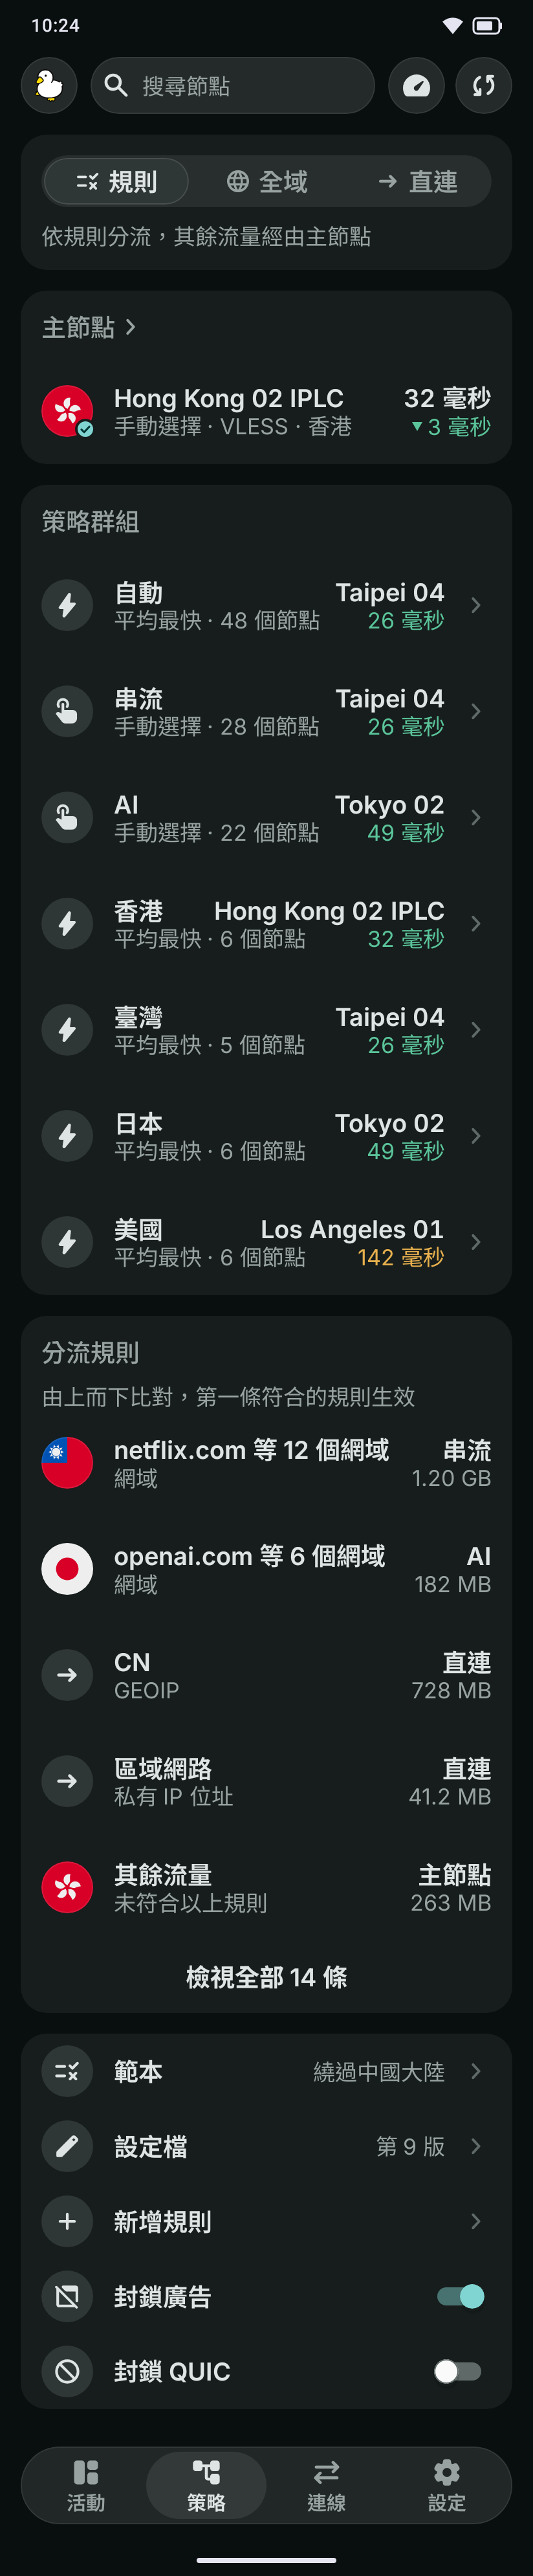 10:24
搜尋節點
規則
全域
直連
依規則分流，其餘流量經由主節點
主節點
Hong Kong 02 IPLC
32 毫秒
手動選擇 · VLESS · 香港
▼3 毫秒
策略群組
自動
Taipei 04
平均最快 · 48 個節點
26 毫秒
串流
Taipei 04
手動選擇 · 28 個節點
26 毫秒
AI
Tokyo 02
手動選擇 · 22 個節點
49 毫秒
香港
Hong Kong 02 IPLC
平均最快 · 6 個節點
32 毫秒
臺灣
Taipei 04
平均最快 · 5 個節點
26 毫秒
日本
Tokyo 02
平均最快 · 6 個節點
49 毫秒
美國
Los Angeles 01
平均最快 · 6 個節點
142 毫秒
分流規則
由上而下比對，第一條符合的規則生效
netflix.com 等 12 個網域
串流
網域
1.20 GB
openai.com 等 6 個網域
AI
網域
182 MB
CN
直連
GEOIP
728 MB
區域網路
直連
私有 IP 位址
41.2 MB
其餘流量
主節點
未符合以上規則
263 MB
檢視全部 14 條
範本
繞過中國大陸
設定檔
第 9 版
新增規則
封鎖廣告
封鎖 QUIC
活動
策略
連線
設定